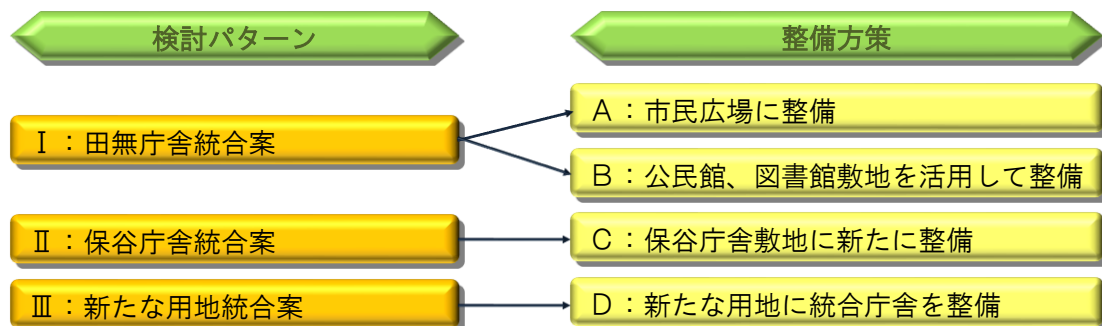 検討パターン
整備方策
Ⅰ：田無庁舎統合案
A：市民広場に整備
B：公民館、図書館敷地を活用して整備
Ⅱ：保谷庁舎統合案
C：保谷庁舎敷地に新たに整備
Ⅲ：新たな用地統合案
D：新たな用地に統合庁舎を整備